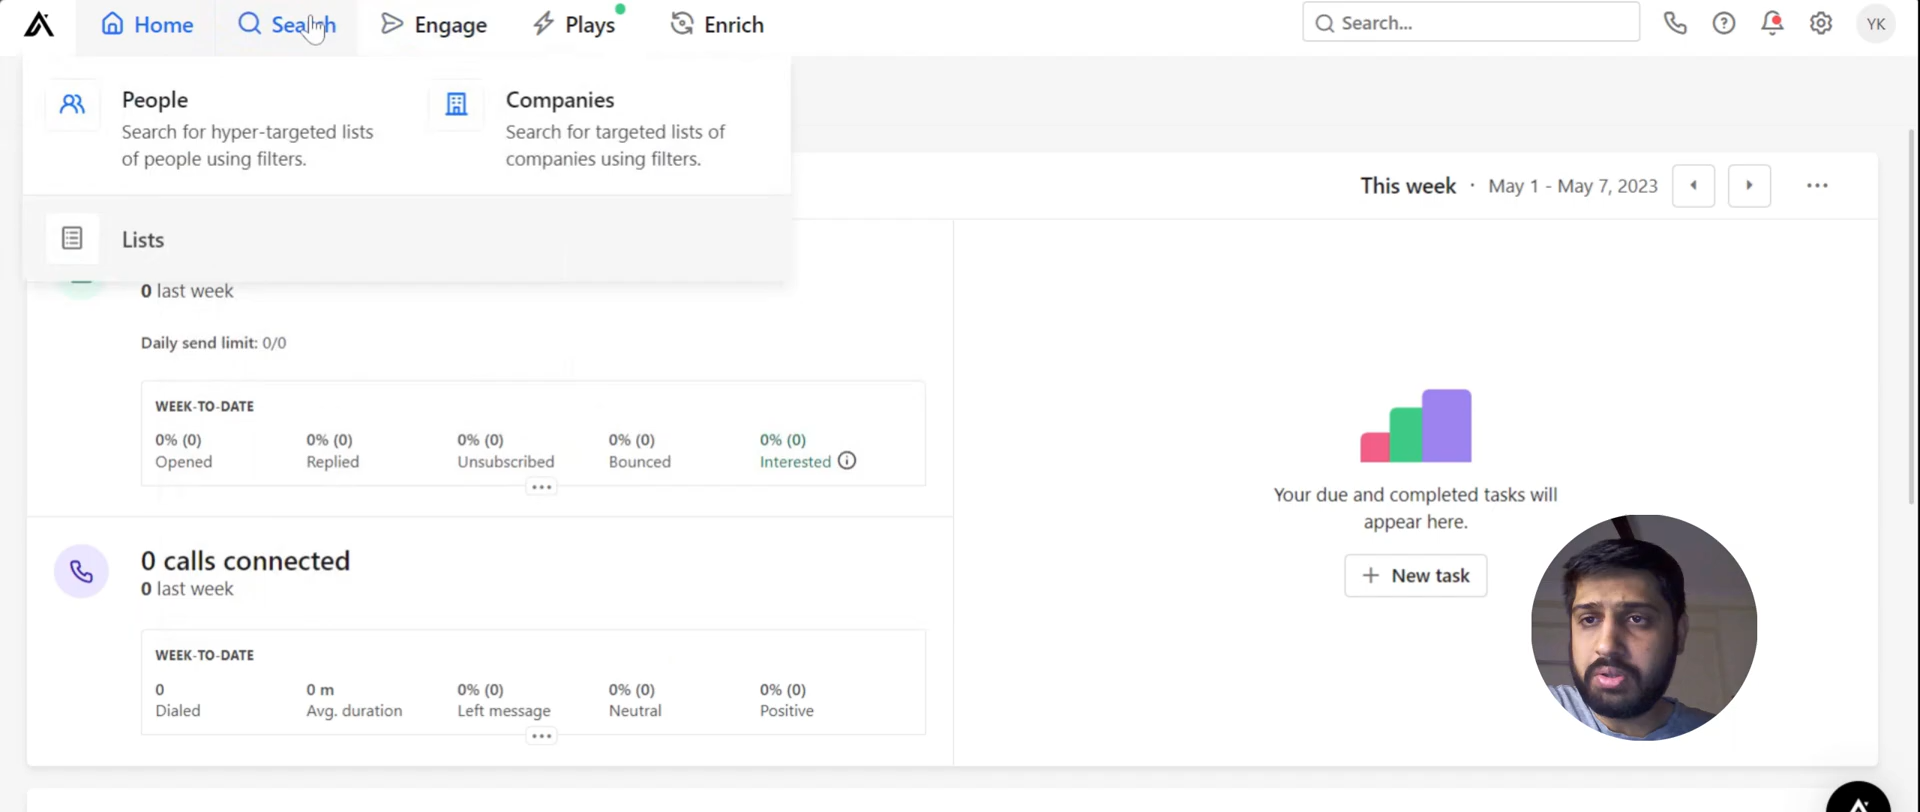 Home
Search
Engage
Plays
Enrich
Search...
YK
People
Search for hyper-targeted lists
of people using filters.
Companies
Search for targeted lists of
companies using filters.
Lists
This week · May 1 - May 7, 2023
0 last week
Daily send limit: 0/0
WEEK-TO-DATE
0% (0)
Opened
0% (0)
Replied
0% (0)
Unsubscribed
0% (0)
Bounced
0% (0)
Interested
Your due and completed tasks will
appear here.
+ New task
0 calls connected
0 last week
WEEK-TO-DATE
0
Dialed
0 m
Avg. duration
0% (0)
Left message
0% (0)
Neutral
0% (0)
Positive